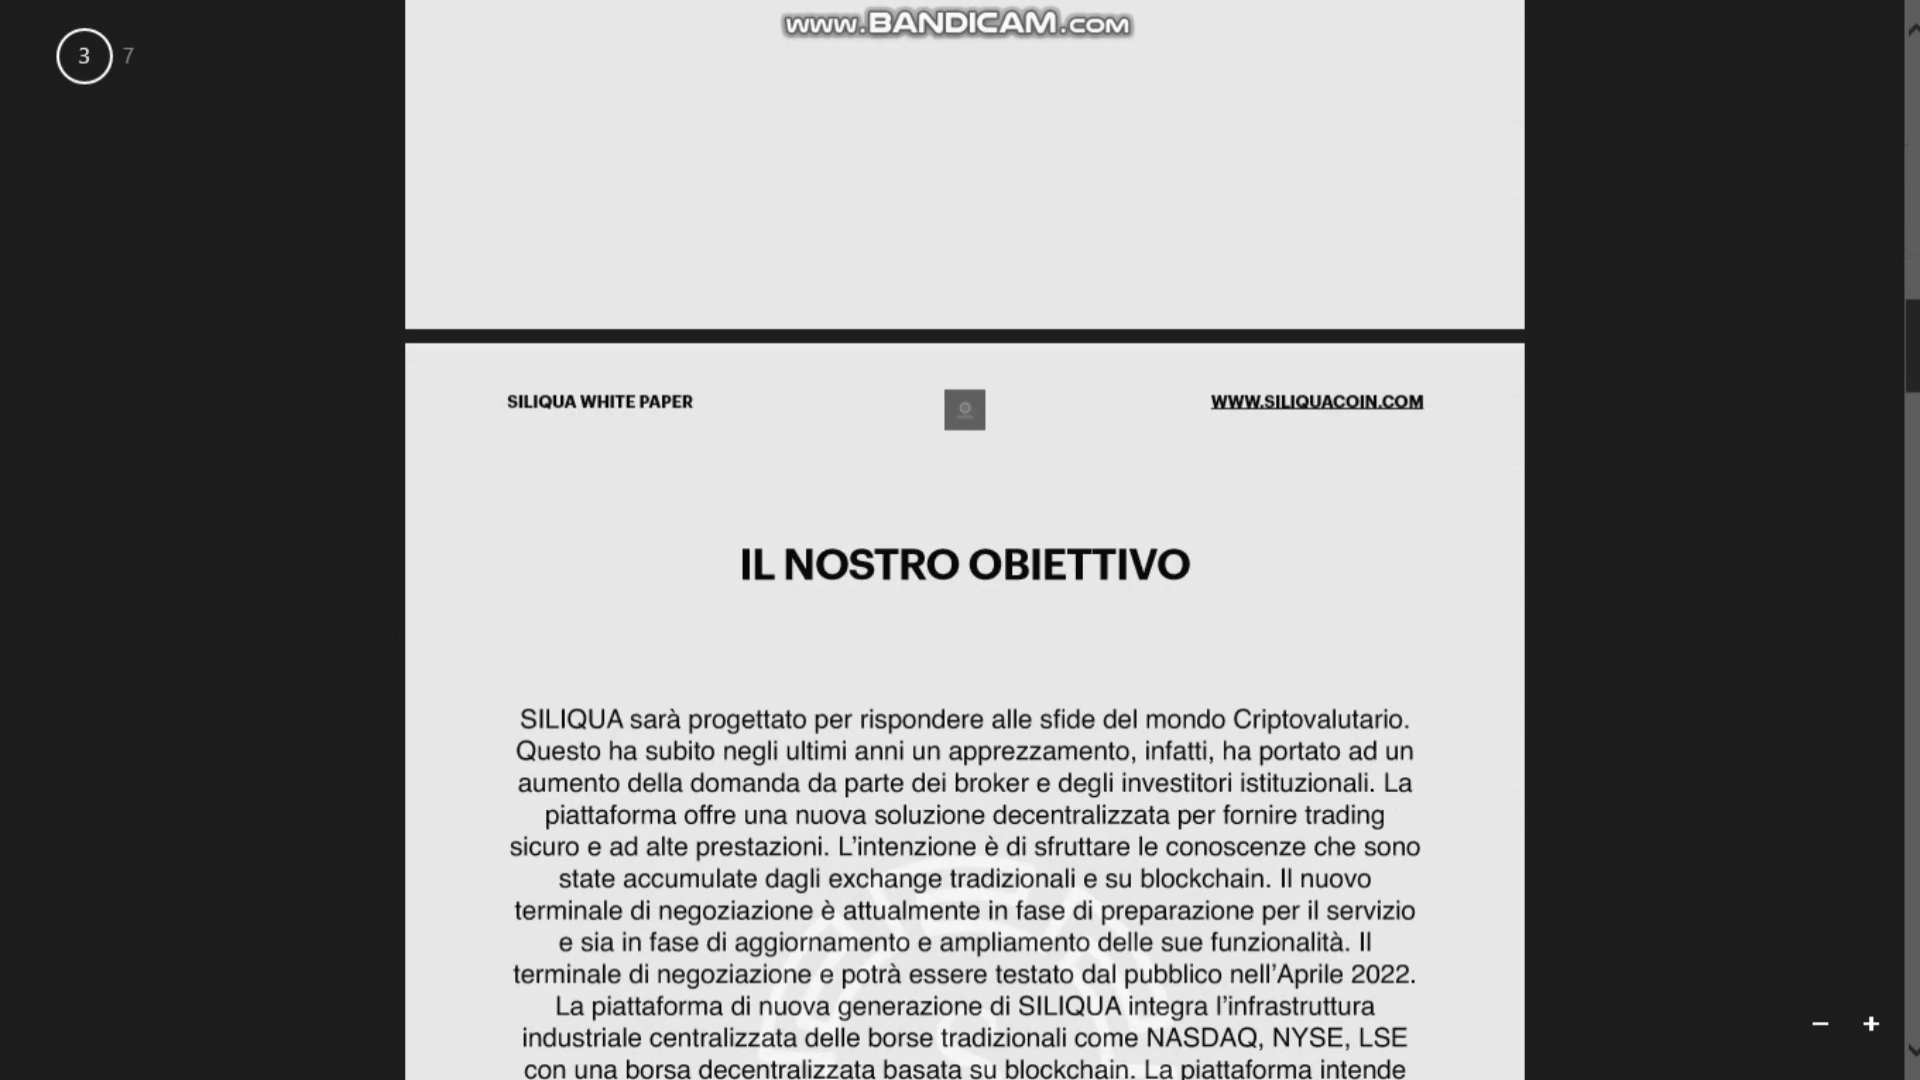 www.BANDICAM.com
3 7
SILIQUA WHITE PAPER
WWW.SILIQUACOIN.COM
IL NOSTRO OBIETTIVO
SILIQUA sarà progettato per rispondere alle sfide del mondo Criptovalutario.
Questo ha subito negli ultimi anni un apprezzamento, infatti, ha portato ad un
aumento della domanda da parte dei broker e degli investitori istituzionali. La
piattaforma offre una nuova soluzione decentralizzata per fornire trading
sicuro e ad alte prestazioni. L’intenzione è di sfruttare le conoscenze che sono
state accumulate dagli exchange tradizionali e su blockchain. Il nuovo
terminale di negoziazione è attualmente in fase di preparazione per il servizio
e sia in fase di aggiornamento e ampliamento delle sue funzionalità. Il
terminale di negoziazione e potrà essere testato dal pubblico nell’Aprile 2022.
La piattaforma di nuova generazione di SILIQUA integra l’infrastruttura
industriale centralizzata delle borse tradizionali come NASDAQ, NYSE, LSE
con una borsa decentralizzata basata su blockchain. La piattaforma intende